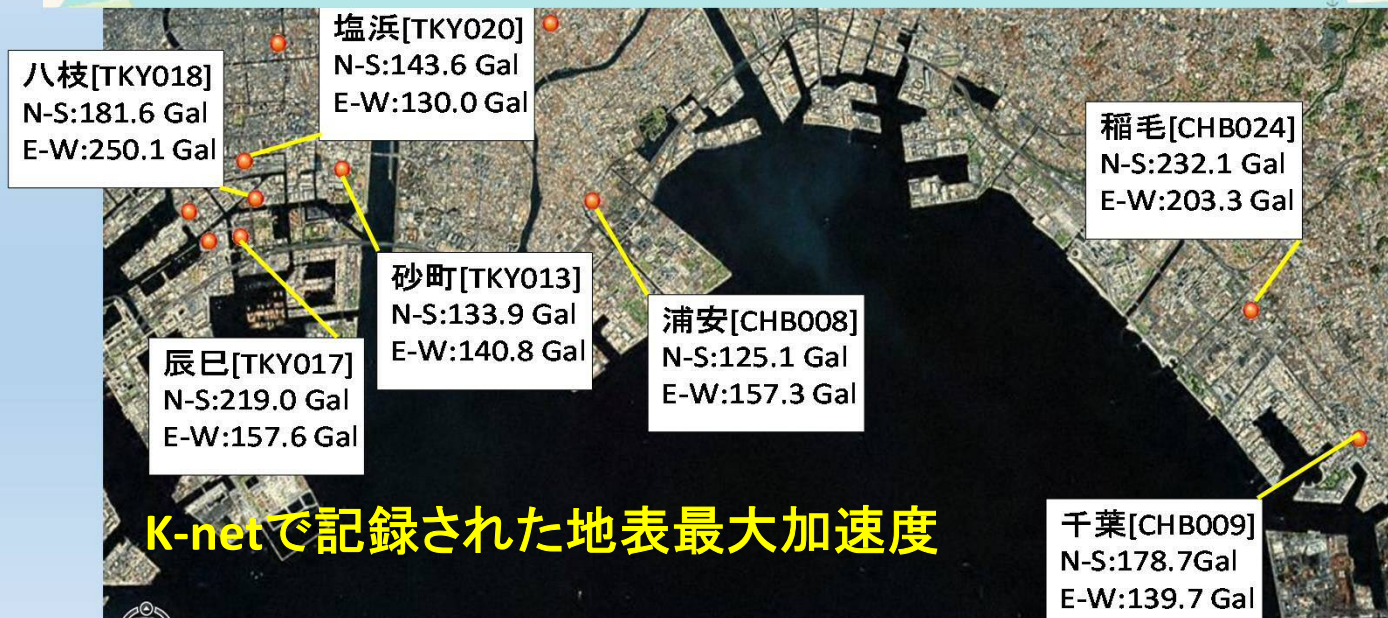 塩浜[TKY020]
N-S:143.6 Gal
E-W:130.0 Gal
八枝[TKY018]
N-S:181.6 Gal
E-W:250.1 Gal
稲毛[CHB024]
N-S:232.1 Gal
E-W:203.3 Gal
砂町[TKY013]
N-S:133.9 Gal
E-W:140.8 Gal
浦安[CHB008]
N-S:125.1 Gal
E-W:157.3 Gal
辰巳[TKY017]
N-S:219.0 Gal
E-W:157.6 Gal
K-netで記録された地表最大加速度
千葉[CHB009]
N-S:178.7Gal
E-W:139.7 Gal